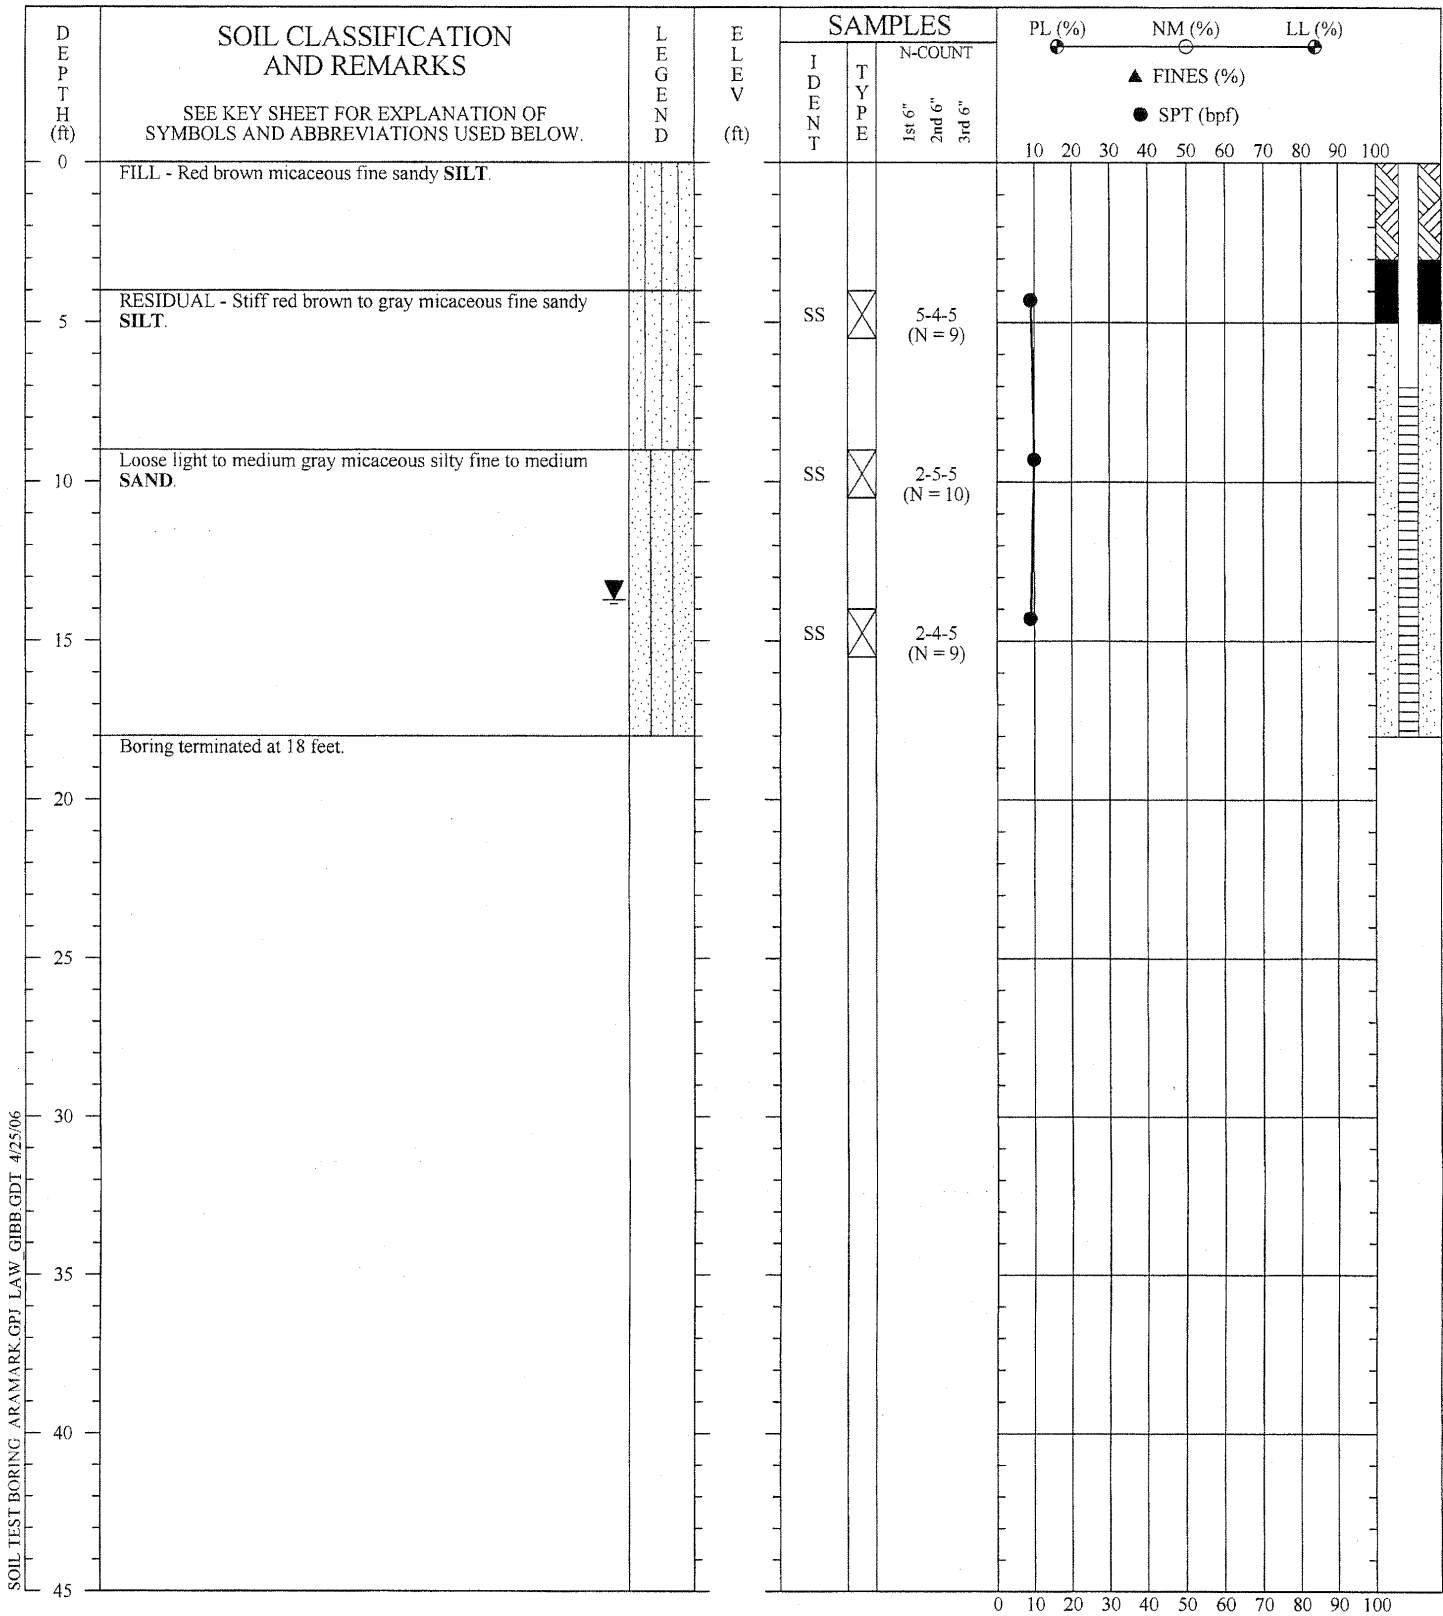 DEPTH (ft)
SOIL CLASSIFICATION
AND REMARKS
SEE KEY SHEET FOR EXPLANATION OF
SYMBOLS AND ABBREVIATIONS USED BELOW.
LEGEND
ELEV (ft)
SAMPLES
IDENT
TYPE
N-COUNT
1st 6"
2nd 6"
3rd 6"
PL (%) NM (%) LL (%)
▲ FINES (%)
● SPT (bpf)
10 20 30 40 50 60 70 80 90 100
0
FILL - Red brown micaceous fine sandy SILT.
RESIDUAL - Stiff red brown to gray micaceous fine sandy
SILT.
5
SS 5-4-5
(N = 9)
Loose light to medium gray micaceous silty fine to medium
SAND.
10
SS 2-5-5
(N = 10)
15
SS 2-4-5
(N = 9)
Boring terminated at 18 feet.
20
25
30
35
40
45
0 10 20 30 40 50 60 70 80 90 100
SOIL TEST BORING ARAMARK.GPJ LAW_GIBB.GDT 4/25/06